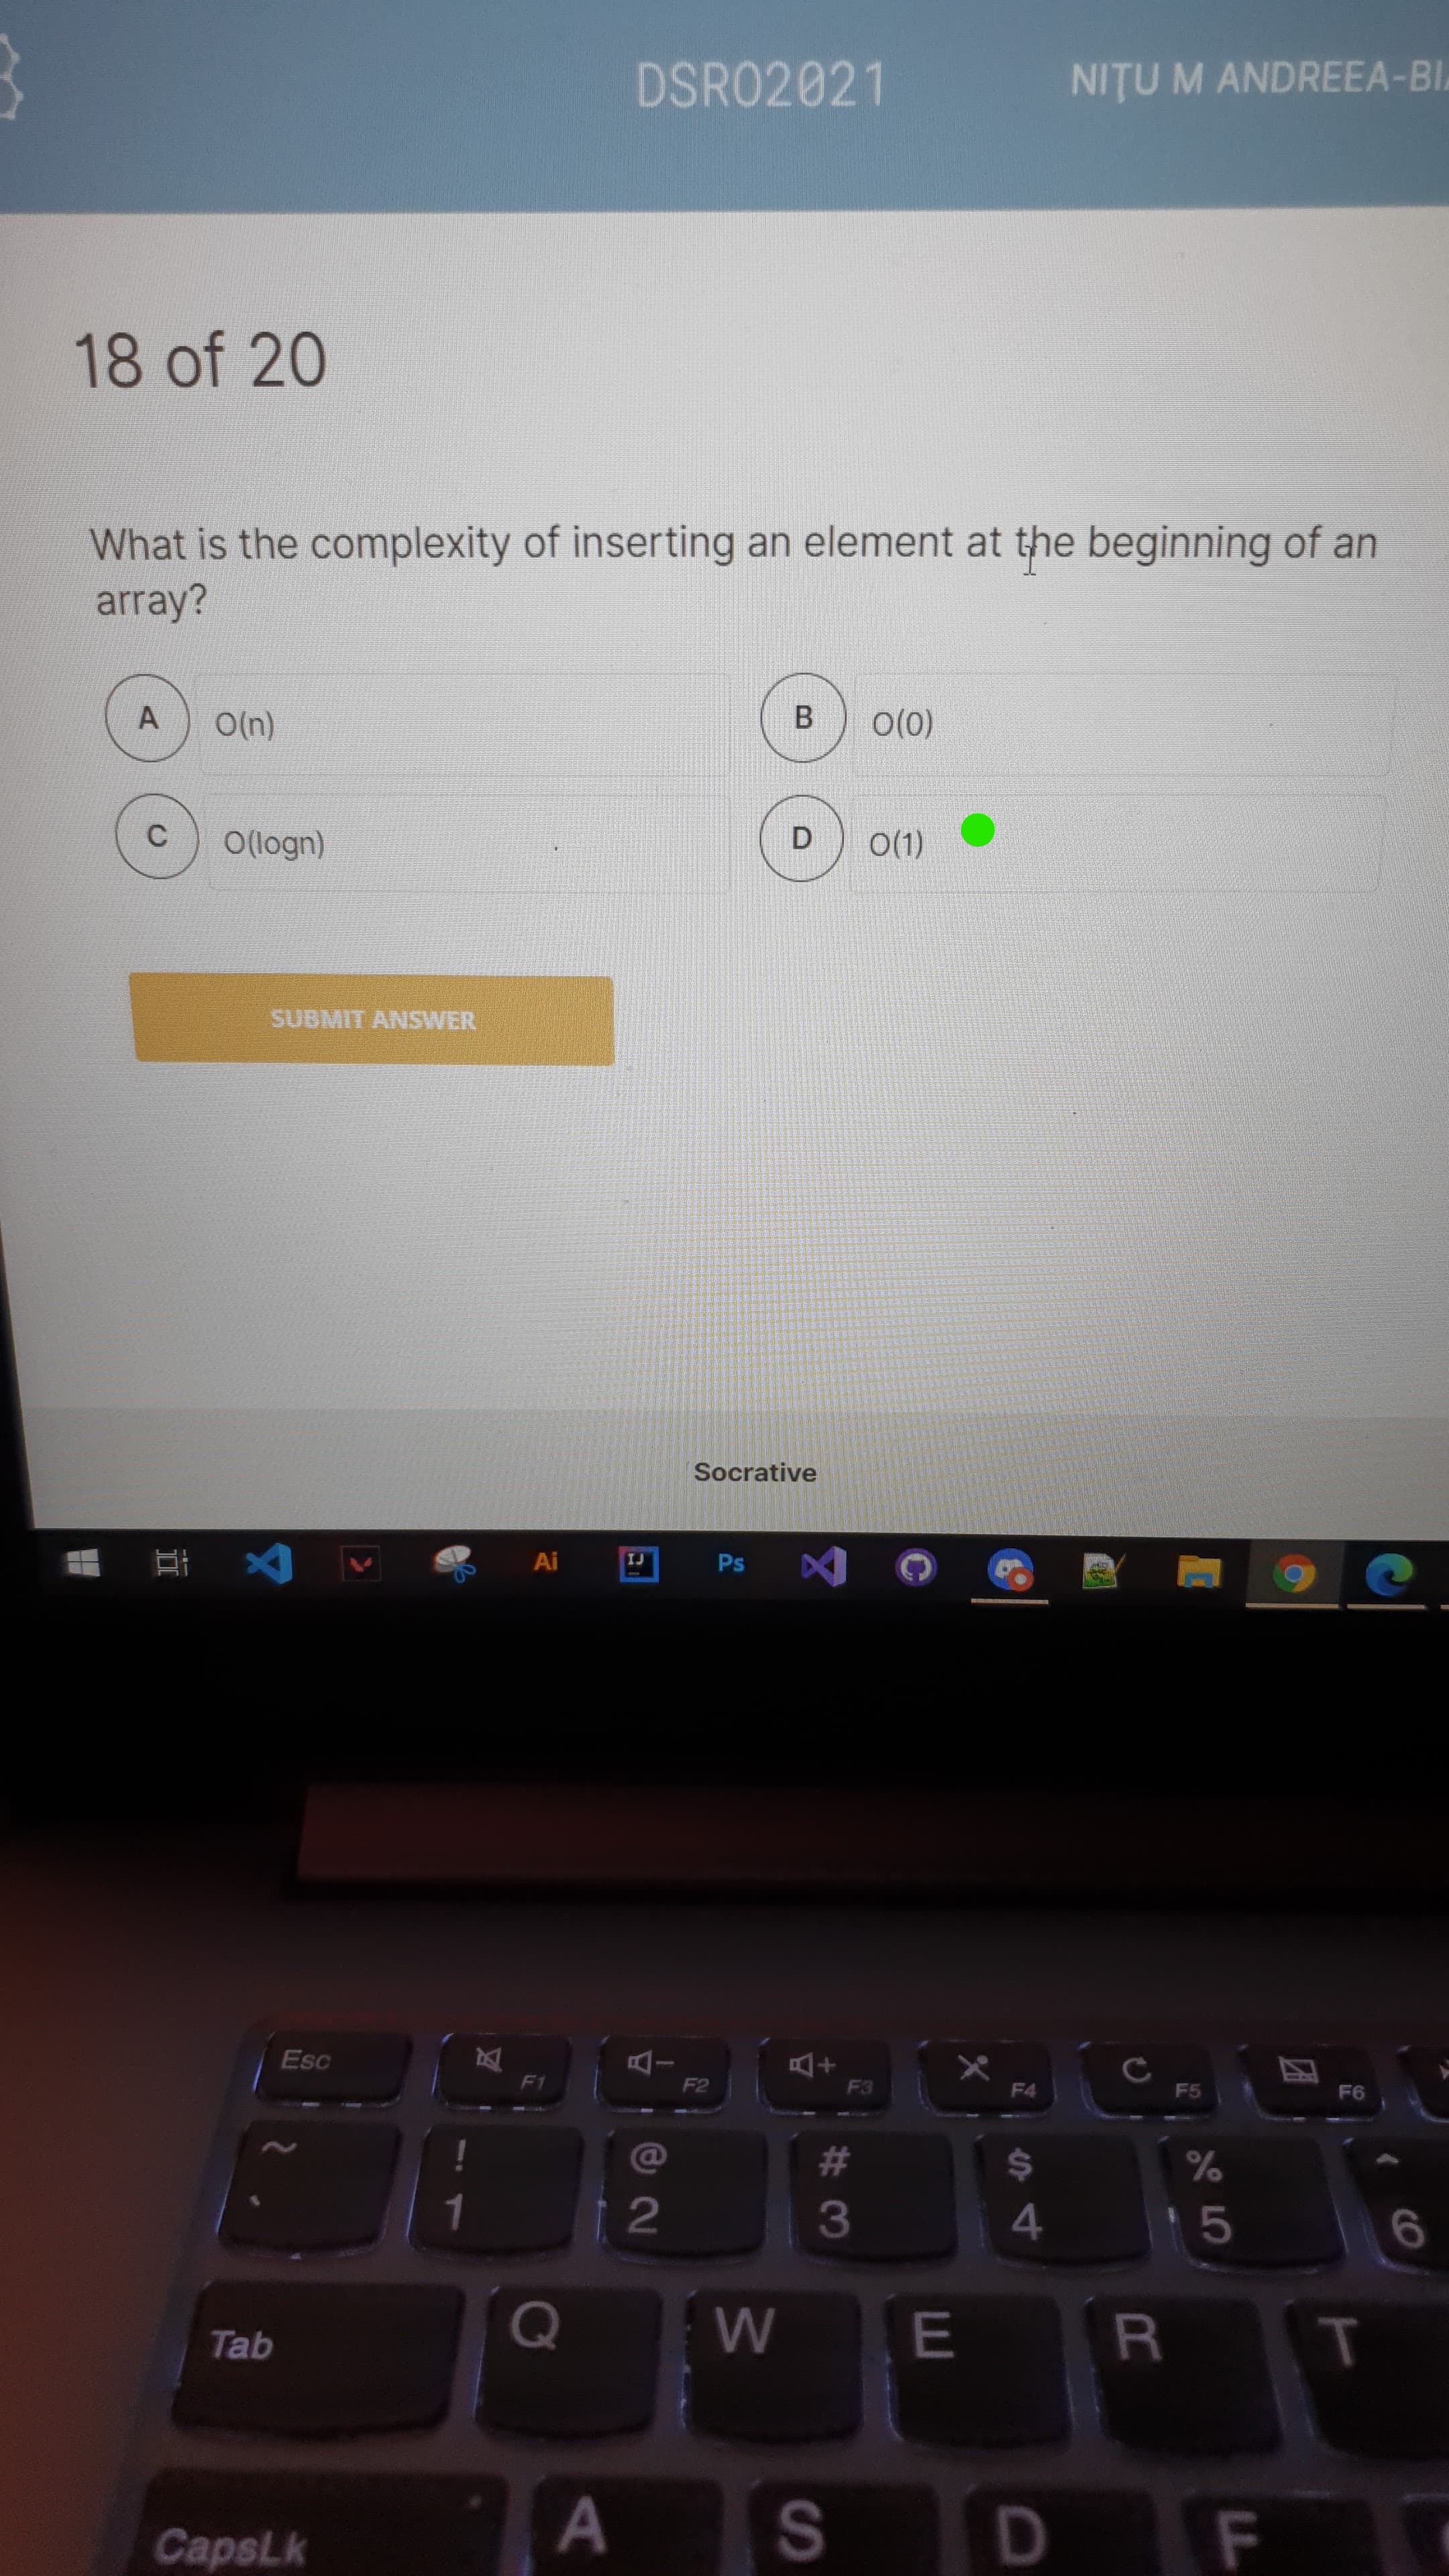 DSRO2021
NIȚU M ANDREEA-BI
18 of 20
What is the complexity of inserting an element at the beginning of an
array?
A O(n)
B O(0)
C O(logn)
D O(1)
SUBMIT ANSWER
Socrative
Ai
IJ
Ps
Esc
F1
F2
F3
F4
F5
F6
~ ! @ # $ % ^
` 1 2 3 4 5 6
Tab Q W E R T
CapsLk A S D F